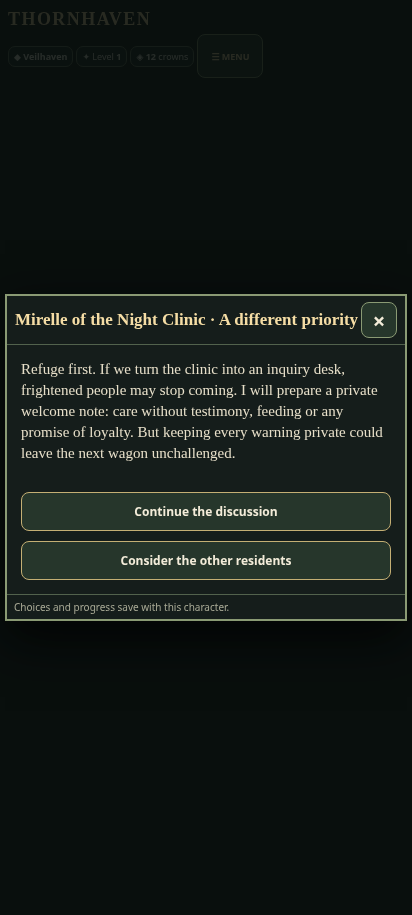 THORNHAVEN
◆ Veilhaven ✦ Level 1 ◈ 12 crowns ☰ MENU
Mirelle of the Night Clinic · A different priority ×
Refuge first. If we turn the clinic into an inquiry desk,
frightened people may stop coming. I will prepare a private
welcome note: care without testimony, feeding or any
promise of loyalty. But keeping every warning private could
leave the next wagon unchallenged.
Continue the discussion
Consider the other residents
Choices and progress save with this character.